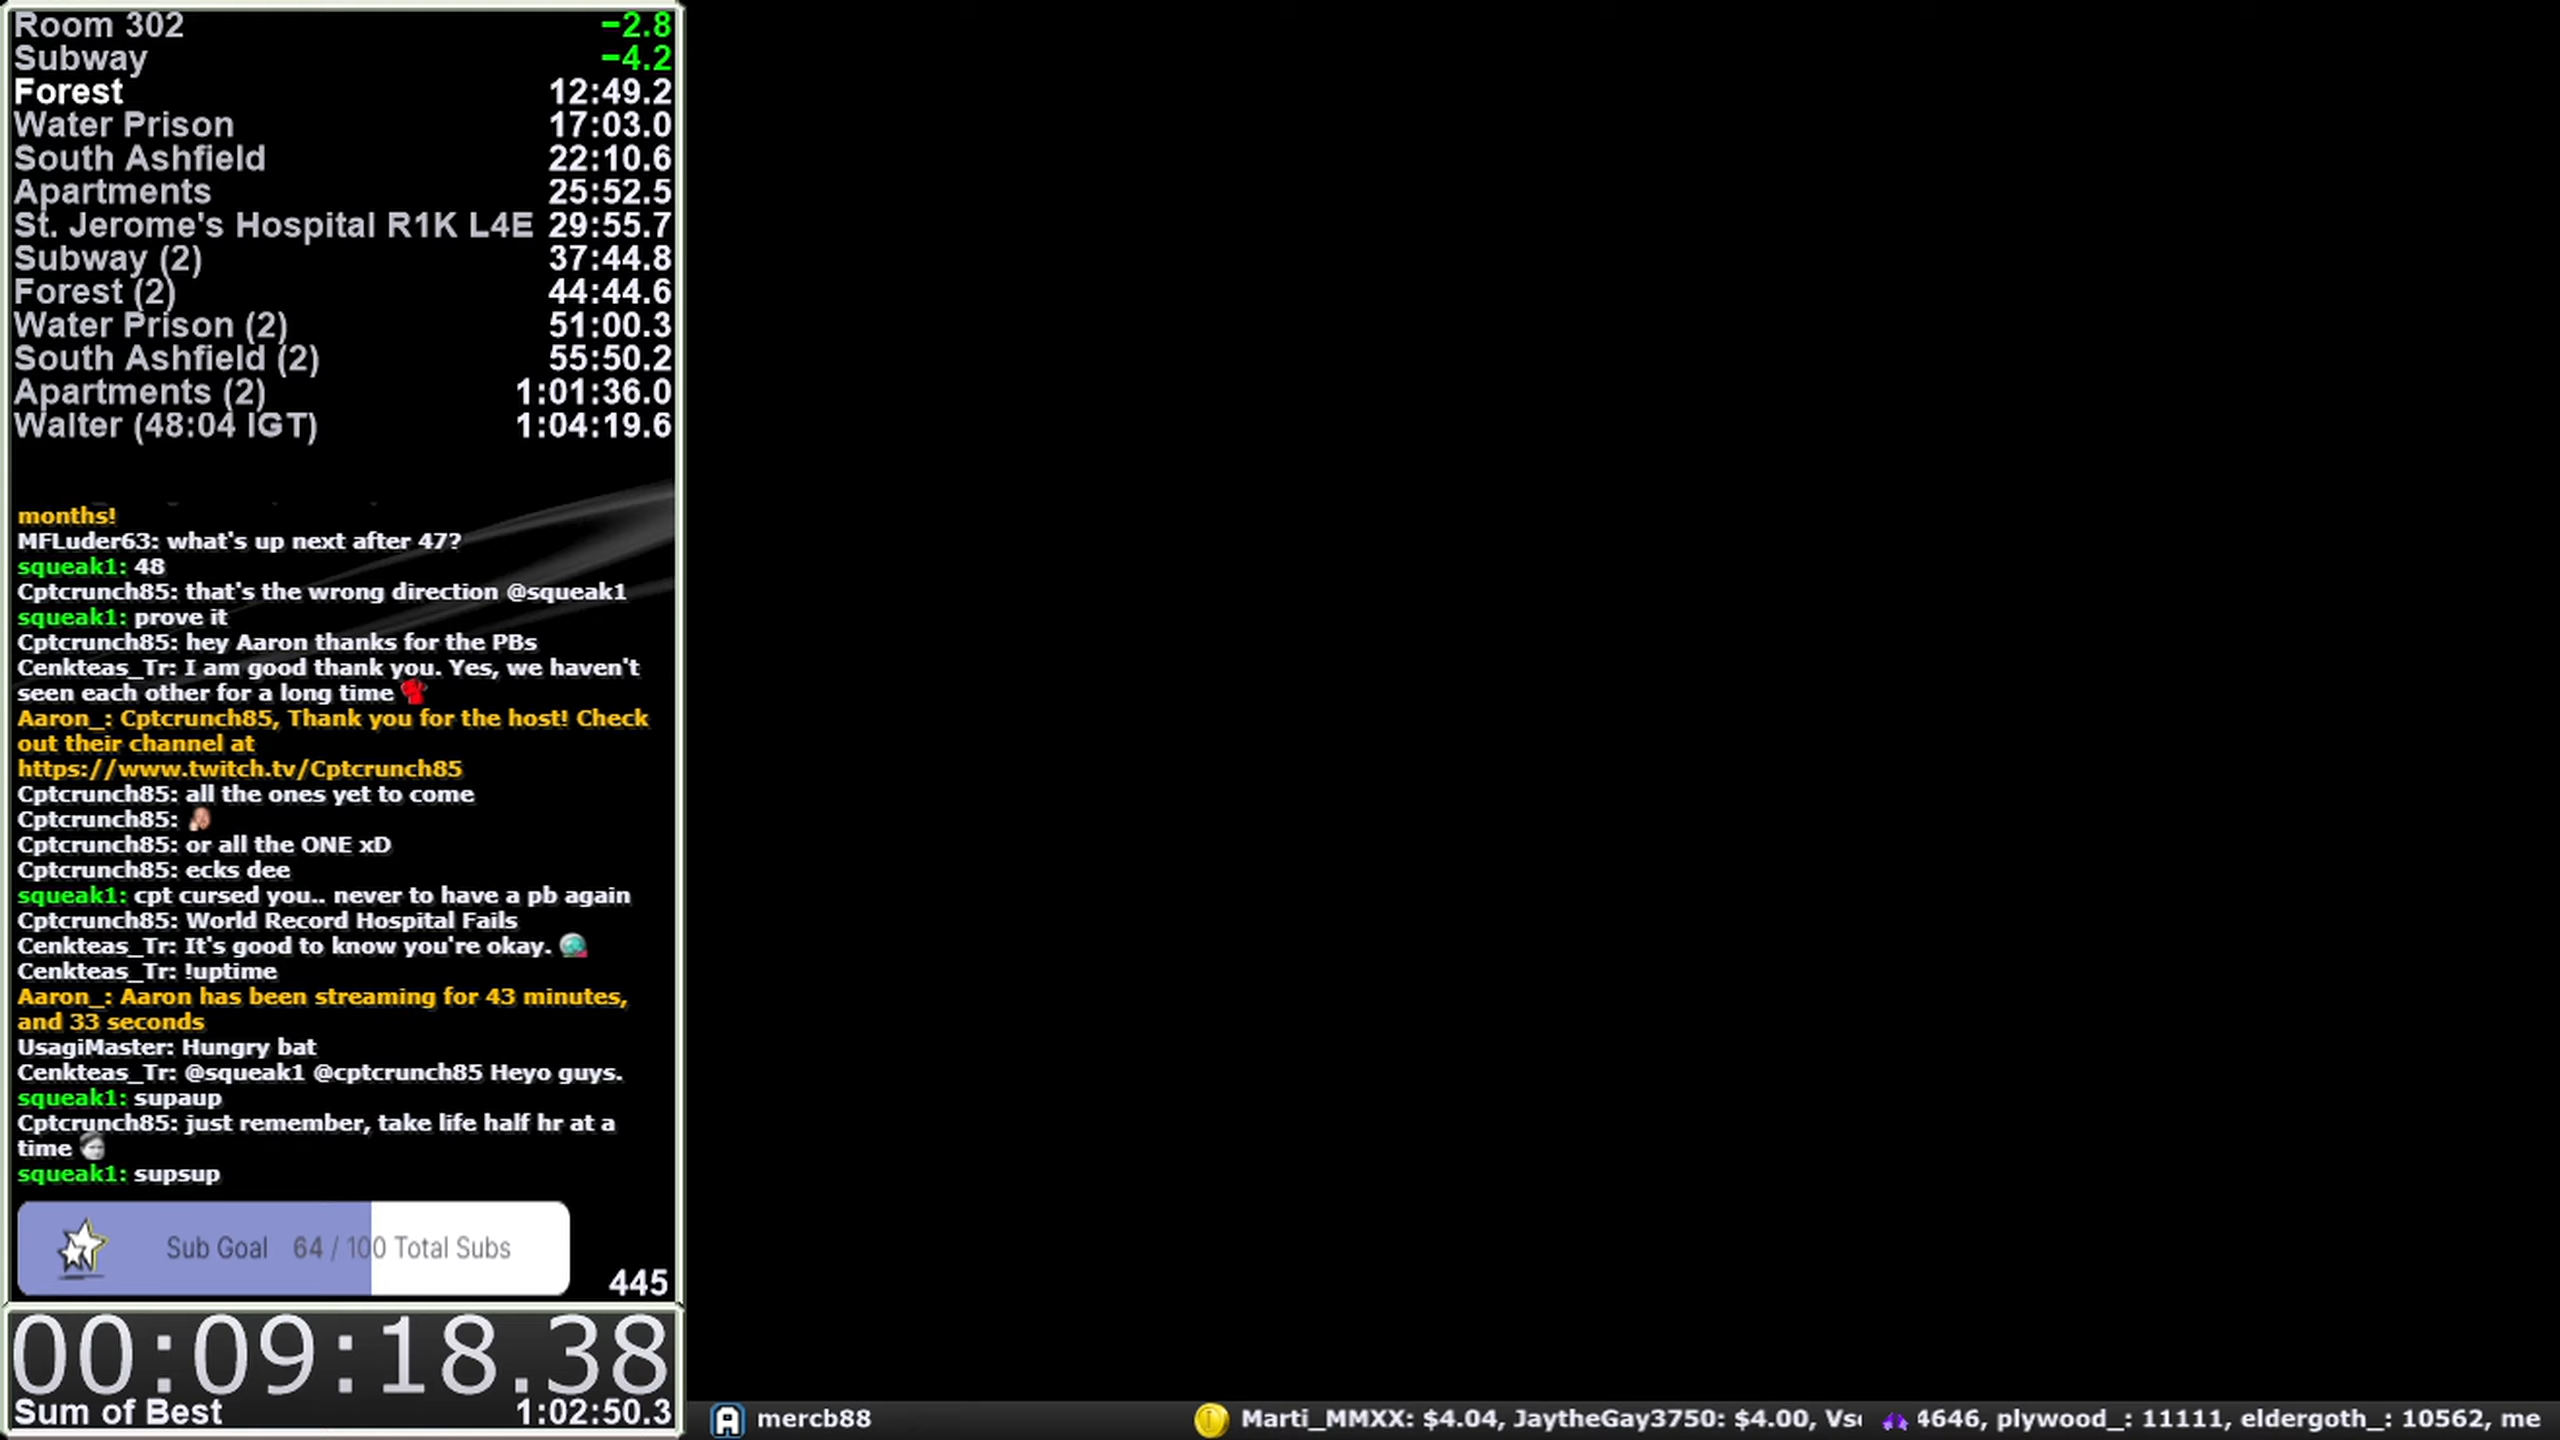 Room 302 −2.8
Subway −4.2
Forest 12:49.2
Water Prison 17:03.0
South Ashfield 22:10.6
Apartments 25:52.5
St. Jerome's Hospital R1K L4E 29:55.7
Subway (2) 37:44.8
Forest (2) 44:44.6
Water Prison (2) 51:00.3
South Ashfield (2) 55:50.2
Apartments (2) 1:01:36.0
Walter (48:04 IGT) 1:04:19.6
months!
MFLuder63: what's up next after 47?
squeak1: 48
Cptcrunch85: that's the wrong direction @squeak1
squeak1: prove it
Cptcrunch85: hey Aaron thanks for the PBs
Cenkteas_Tr: I am good thank you. Yes, we haven't
seen each other for a long time
Aaron_: Cptcrunch85, Thank you for the host! Check
out their channel at
https://www.twitch.tv/Cptcrunch85
Cptcrunch85: all the ones yet to come
Cptcrunch85:
Cptcrunch85: or all the ONE xD
Cptcrunch85: ecks dee
squeak1: cpt cursed you.. never to have a pb again
Cptcrunch85: World Record Hospital Fails
Cenkteas_Tr: It's good to know you're okay.
Cenkteas_Tr: !uptime
Aaron_: Aaron has been streaming for 43 minutes,
and 33 seconds
UsagiMaster: Hungry bat
Cenkteas_Tr: @squeak1 @cptcrunch85 Heyo guys.
squeak1: supaup
Cptcrunch85: just remember, take life half hr at a
time
squeak1: supsup
Sub Goal 64 / 100 Total Subs
445
00:09:18.38
Sum of Best 1:02:50.3
mercb88
Marti_MMXX: $4.04, JaytheGay3750: $4.00, Vs
4646, plywood_: 11111, eldergoth_: 10562, me